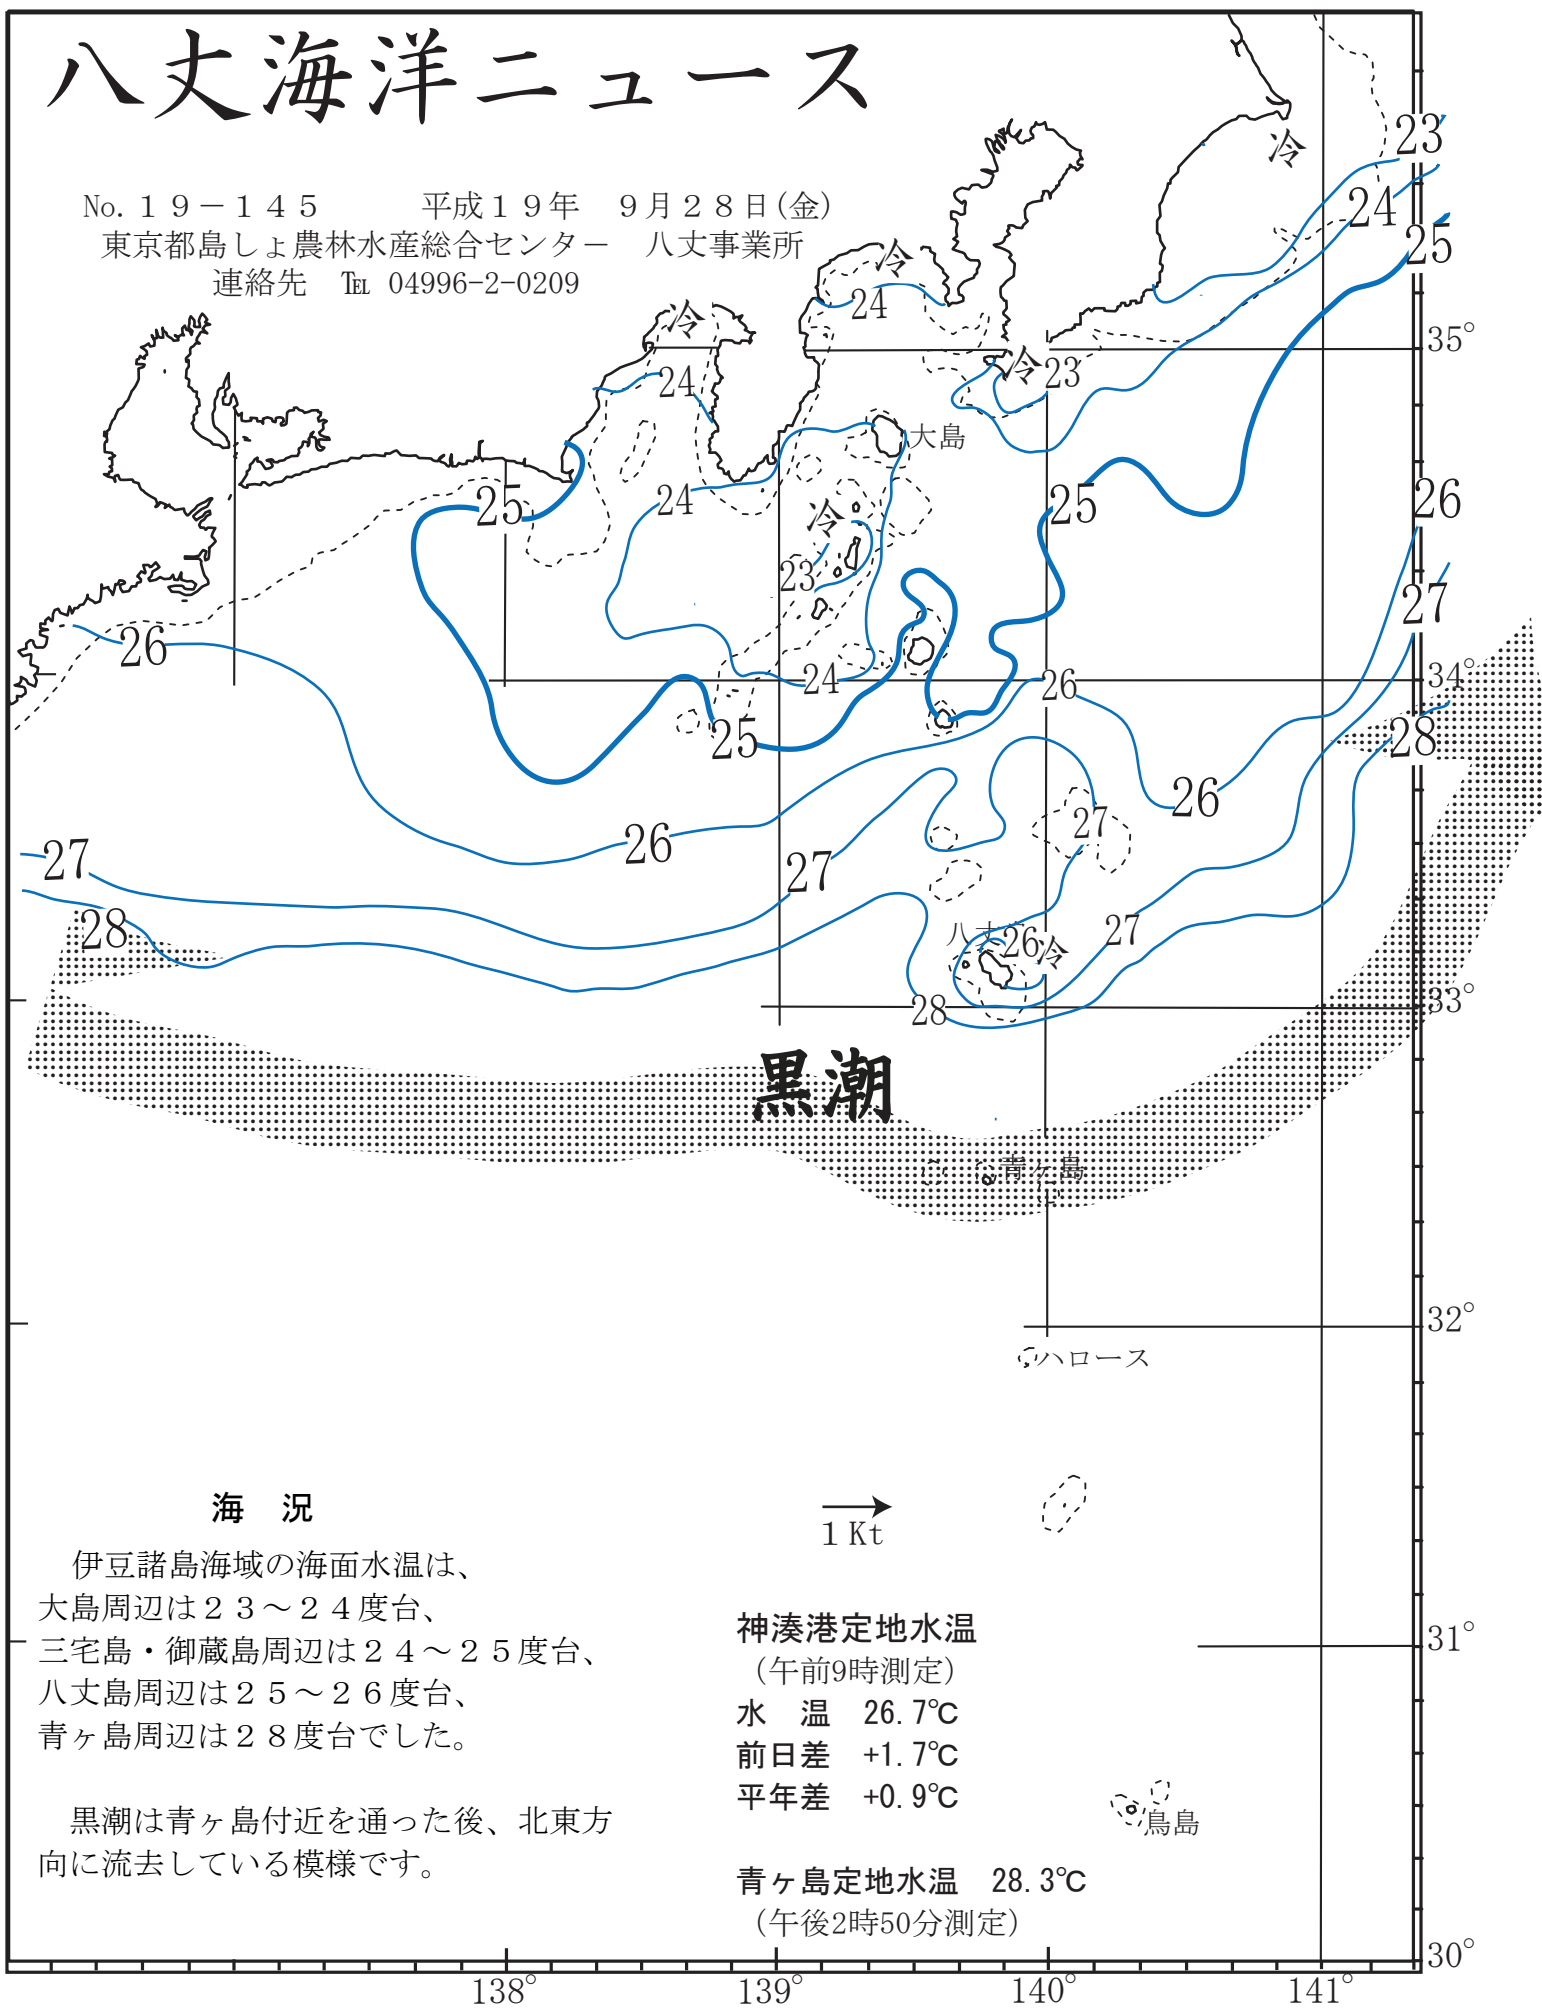 八丈海洋ニュース
No.１９－１４５　平成１９年　９月２８日(金)
東京都島しょ農林水産総合センター　八丈事業所
連絡先　℡ 04996-2-0209
冷
23
24
25
冷
24
冷
35°
冷
23
24
大島
24
25
25
26
冷
23
27
26
24
26
34°
25
28
26
27
26
27
27
28
八丈
26
冷
27
28
33°
黒潮
青ヶ島
32°
ハロース
1 Kt
海　況
伊豆諸島海域の海面水温は、
大島周辺は２３～２４度台、
三宅島・御蔵島周辺は２４～２５度台、
八丈島周辺は２５～２６度台、
青ヶ島周辺は２８度台でした。
黒潮は青ヶ島付近を通った後、北東方
向に流去している模様です。
神湊港定地水温
（午前9時測定）
水　温　26.7℃
前日差　+1.7℃
平年差　+0.9℃
青ヶ島定地水温　28.3℃
（午後2時50分測定）
31°
鳥島
30°
138°
139°
140°
141°